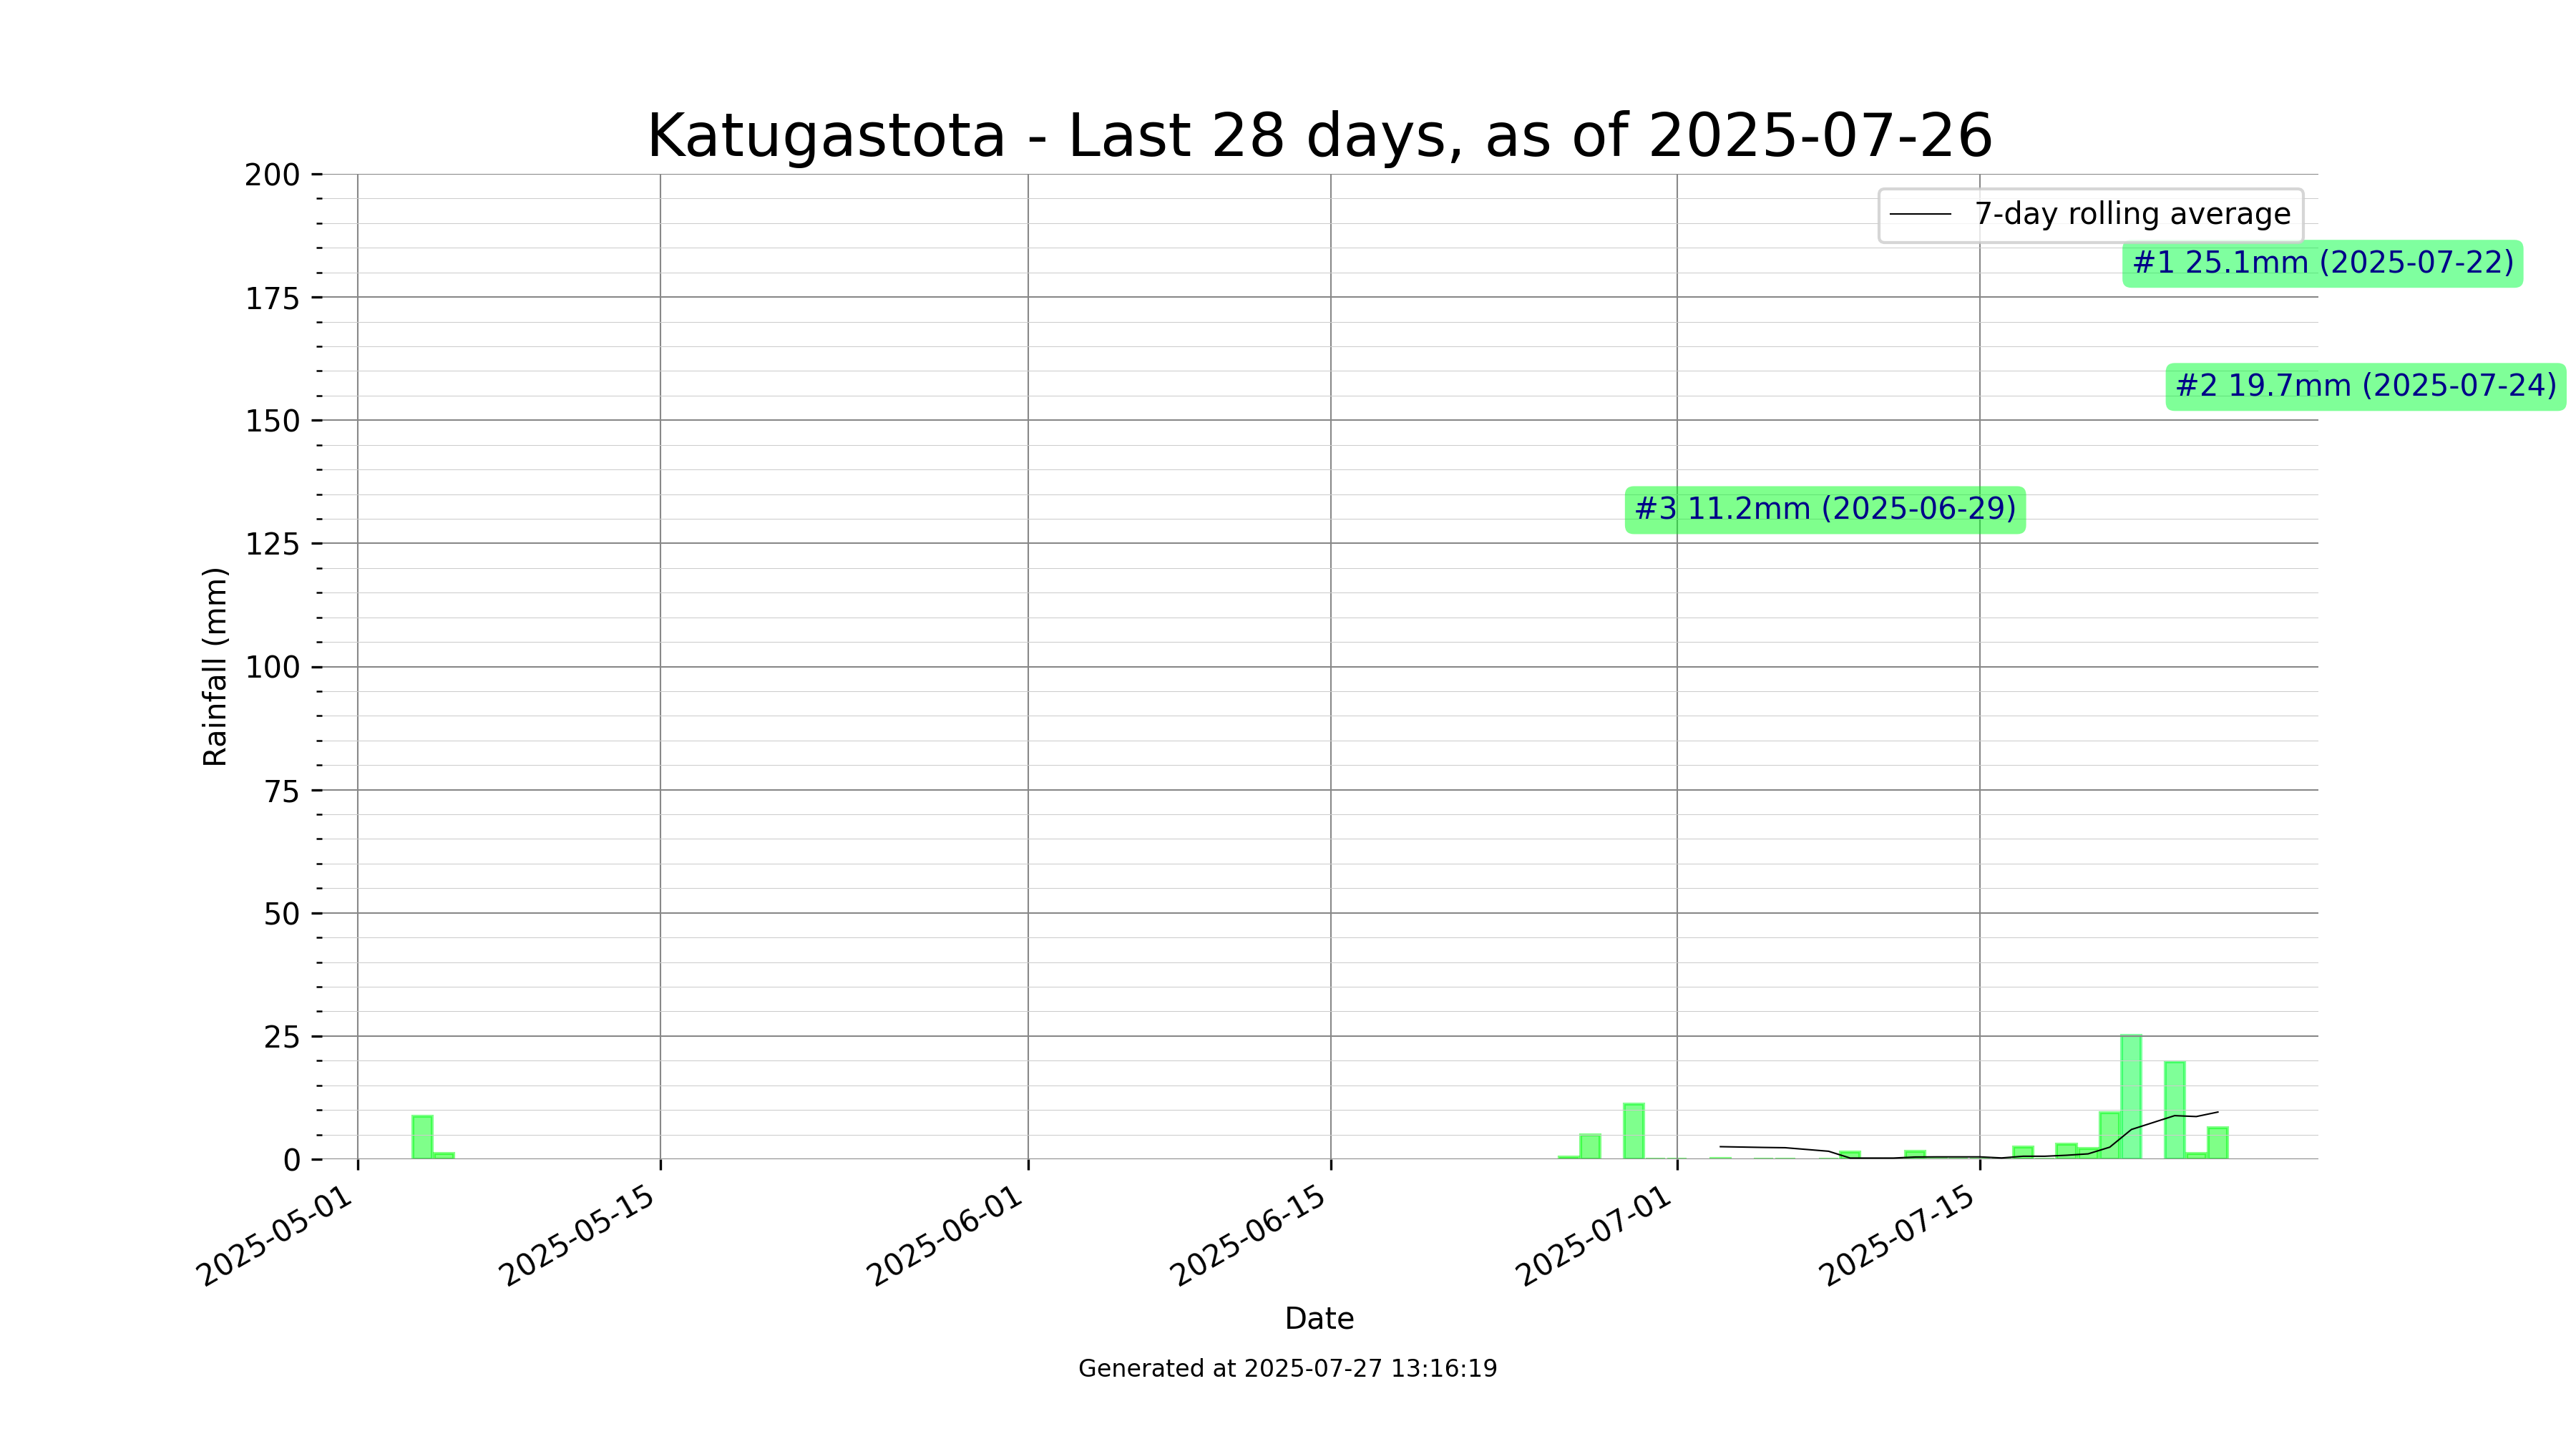 Katugastota - Last 28 days, as of 2025-07-26
200
175
150
125
100
75
50
25
0
Rainfall (mm)
7-day rolling average
#1 25.1mm (2025-07-22)
#2 19.7mm (2025-07-24)
#3 11.2mm (2025-06-29)
2025-05-01
2025-05-15
2025-06-01
2025-06-15
2025-07-01
2025-07-15
Date
Generated at 2025-07-27 13:16:19